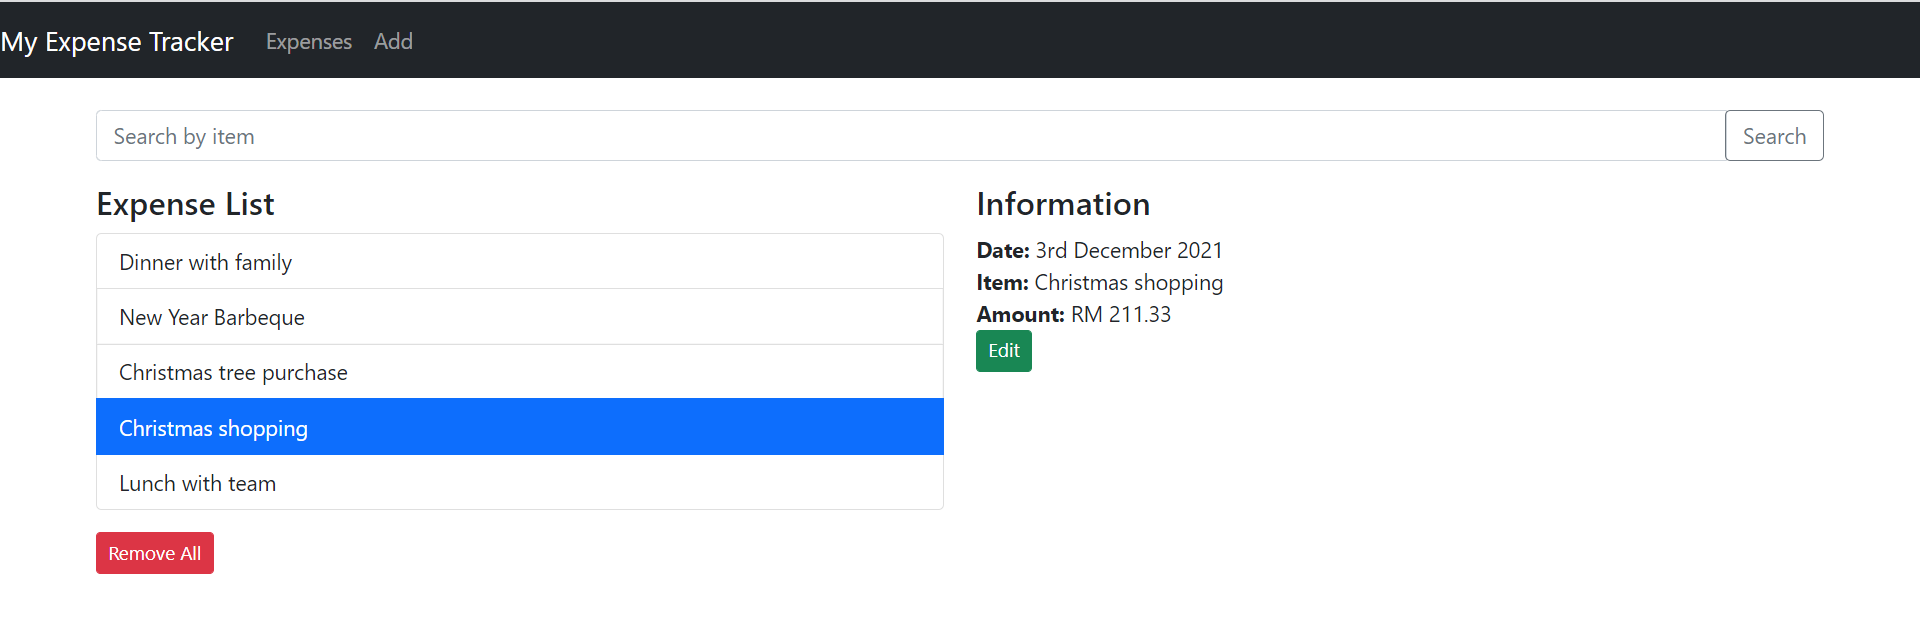 My Expense Tracker Expenses Add
Search by item Search
Expense List
Dinner with family
New Year Barbeque
Christmas tree purchase
Christmas shopping
Lunch with team
Remove All
Information
Date: 3rd December 2021
Item: Christmas shopping
Amount: RM 211.33
Edit